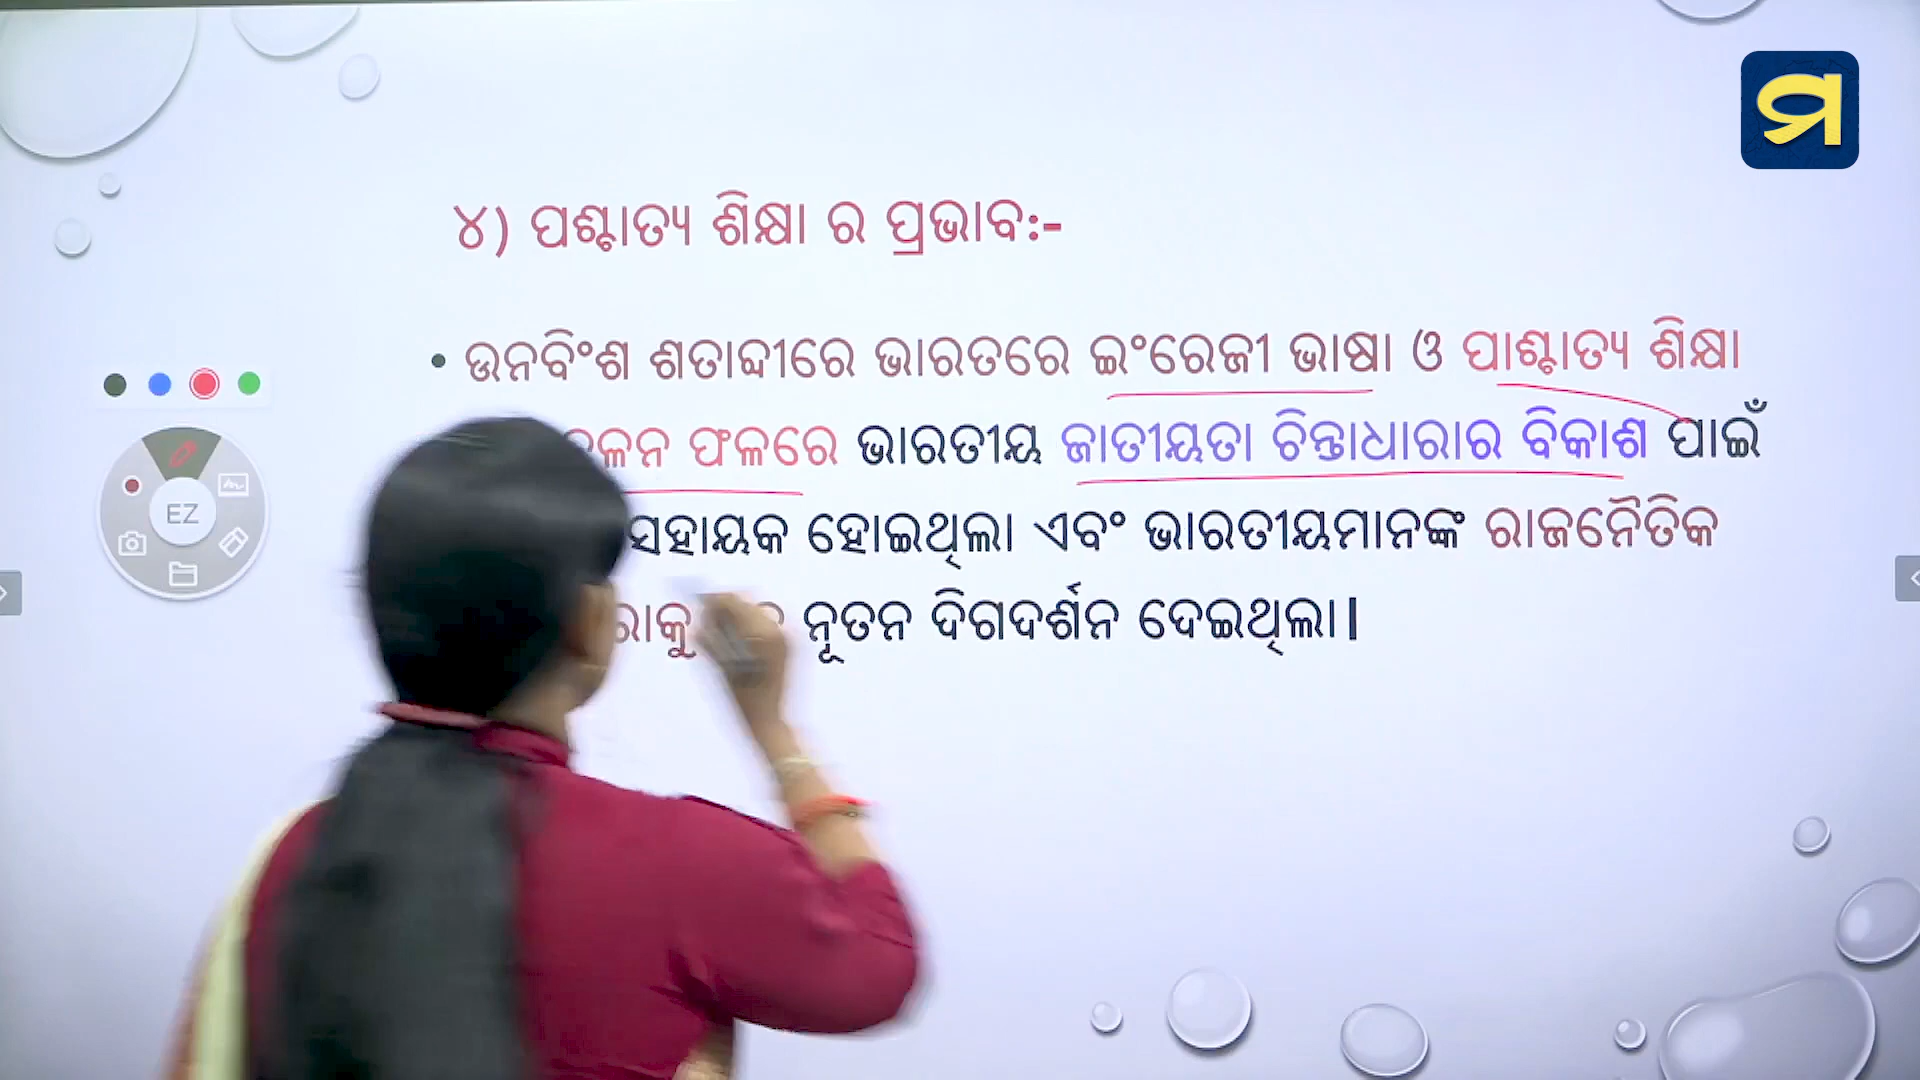 ମ
୪) ପଶ୍ଚାତ୍ୟ ଶିକ୍ଷା ର ପ୍ରଭାବ:-
• ଊନବିଂଶ ଶତାବ୍ଦୀରେ ଭାରତରେ ଇଂରେଜୀ ଭାଷା ଓ ପାଶ୍ଚାତ୍ୟ ଶିକ୍ଷା
ଫଳରେ ଭାରତୀୟ ଜାତୀୟତା ଚିନ୍ତାଧାରାର ବିକାଶ ପାଇଁ
ସହାୟକ ହୋଇଥିଲା ଏବଂ ଭାରତୀୟମାନଙ୍କ ରାଜନୈତିକ
ନୂତନ ଦିଗଦର୍ଶନ ଦେଇଥିଲା।
EZ